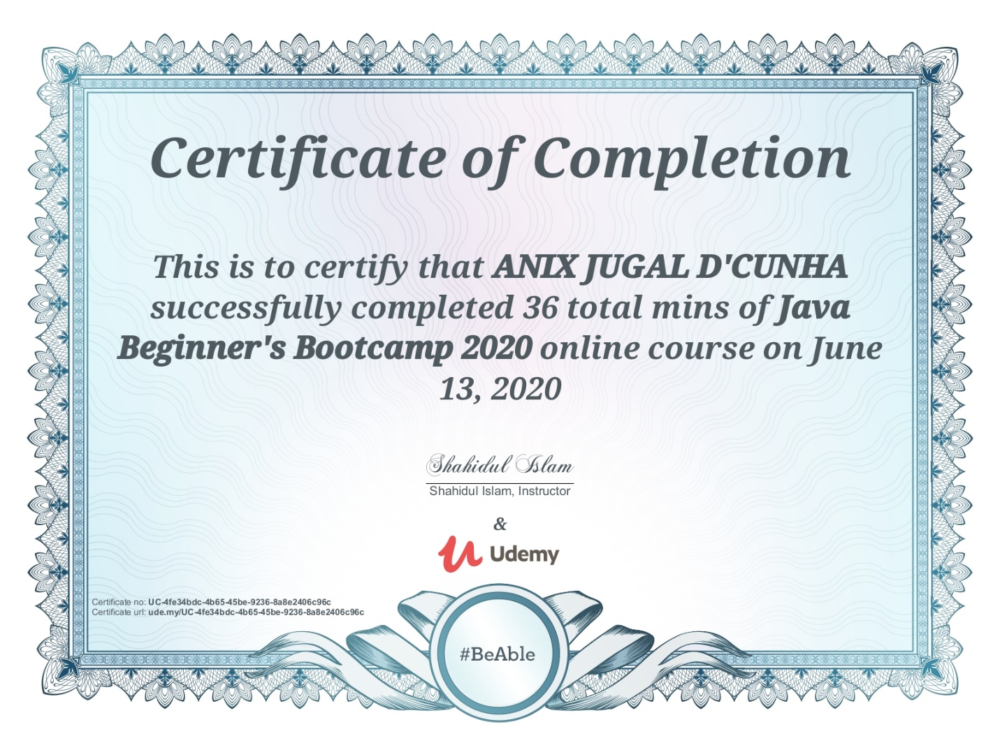 Certificate of Completion
This is to certify that ANIX JUGAL D'CUNHA
successfully completed 36 total mins of Java
Beginner's Bootcamp 2020 online course on June
13, 2020
Shahidul Islam
Shahidul Islam, Instructor
&
Udemy
Certificate no: UC-4fe34bdc-4b65-45be-9236-8a8e2406c96c
Certificate url: ude.my/UC-4fe34bdc-4b65-45be-9236-8a8e2406c96c
#BeAble